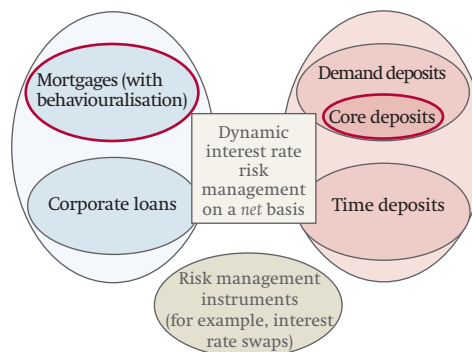 Mortgages (with
behaviouralisation)
Demand deposits
Core deposits
Dynamic
interest rate
risk
management
on a net basis
Corporate loans
Time deposits
Risk management
instruments
(for example, interest
rate swaps)